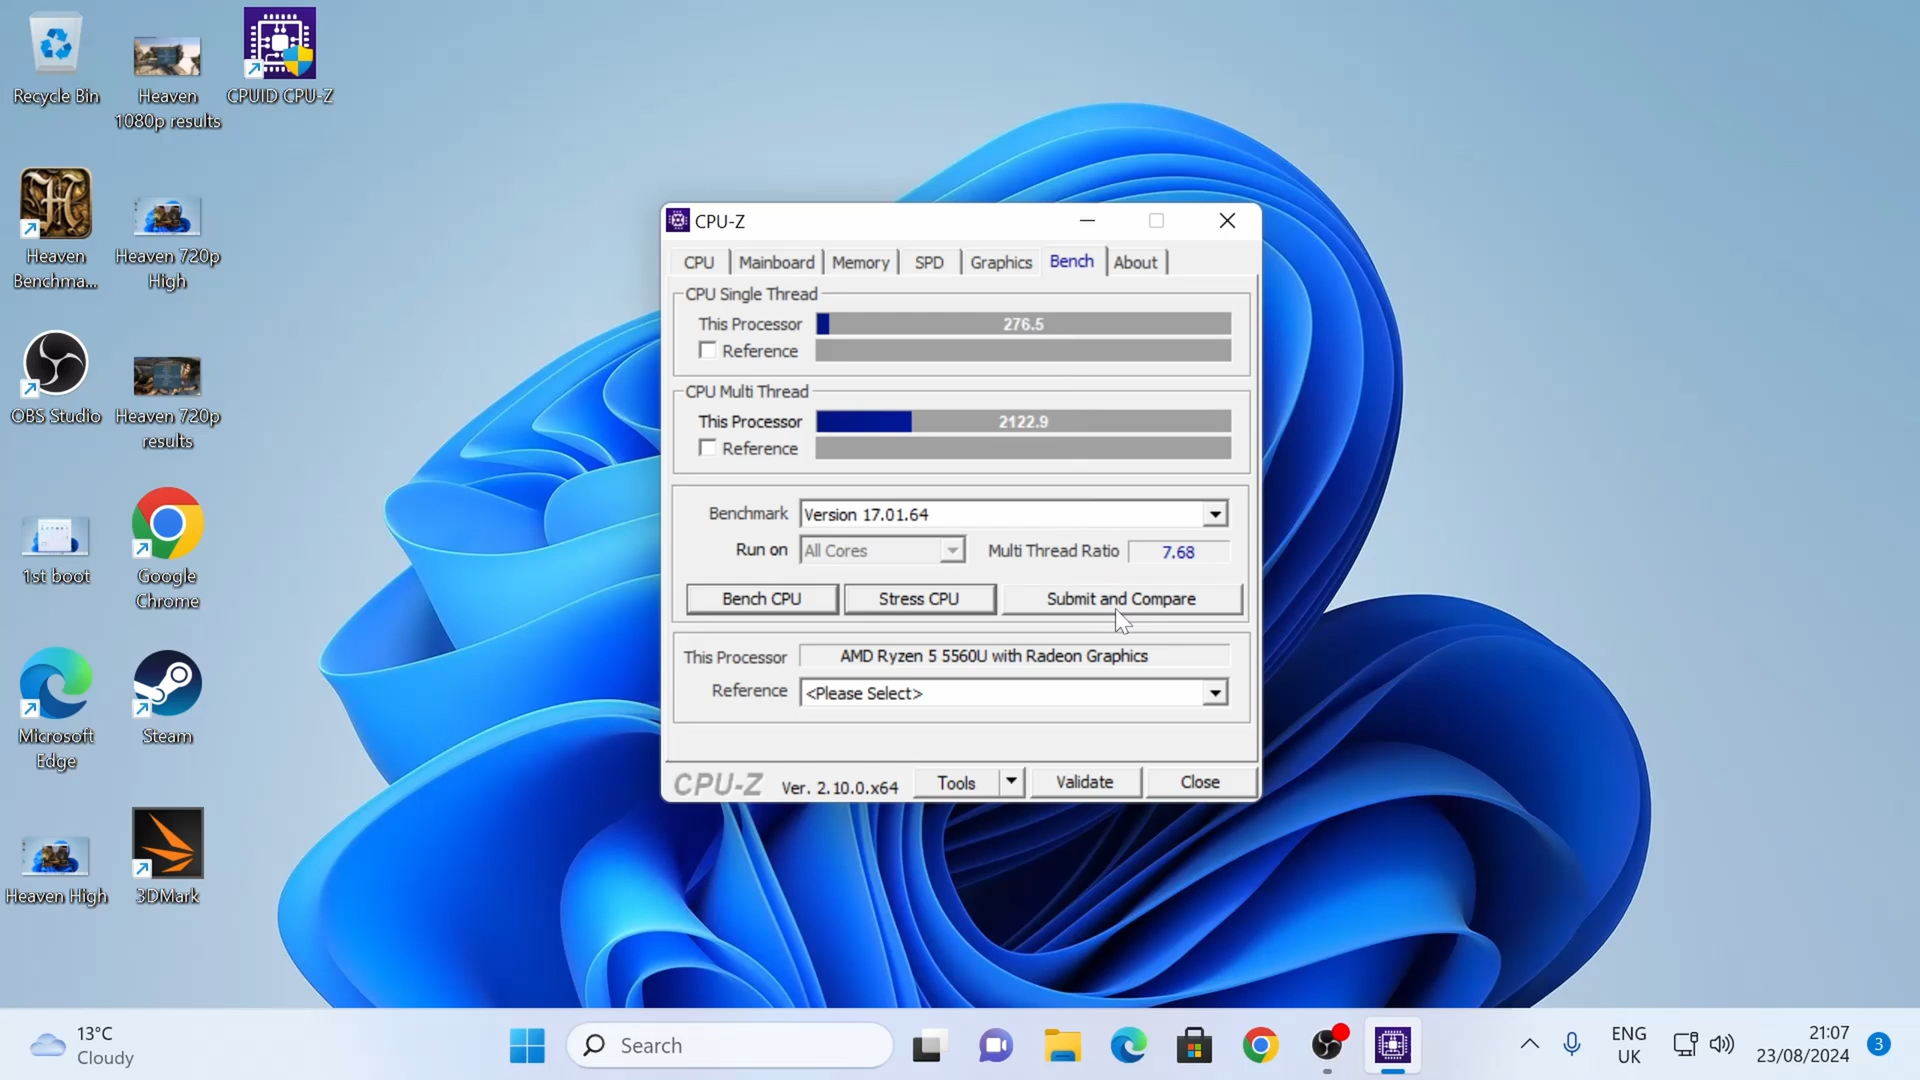 Recycle Bin
Heaven
1080p results
CPUID CPU-Z
Heaven
Benchma...
Heaven 720p
High
OBS Studio
Heaven 720p
results
1st boot
Google
Chrome
Microsoft
Edge
Steam
Heaven High
3DMark
CPU-Z
CPU
Mainboard
Memory
SPD
Graphics
Bench
About
CPU Single Thread
This Processor
276.5
Reference
CPU Multi Thread
This Processor
2122.9
Reference
Benchmark
Version 17.01.64
Run on
All Cores
Multi Thread Ratio
7.68
Bench CPU
Stress CPU
Submit and Compare
This Processor
AMD Ryzen 5 5560U with Radeon Graphics
Reference
<Please Select>
CPU-Z
Ver. 2.10.0.x64
Tools
Validate
Close
13°C
Cloudy
Search
ENG
UK
21:07
23/08/2024
3